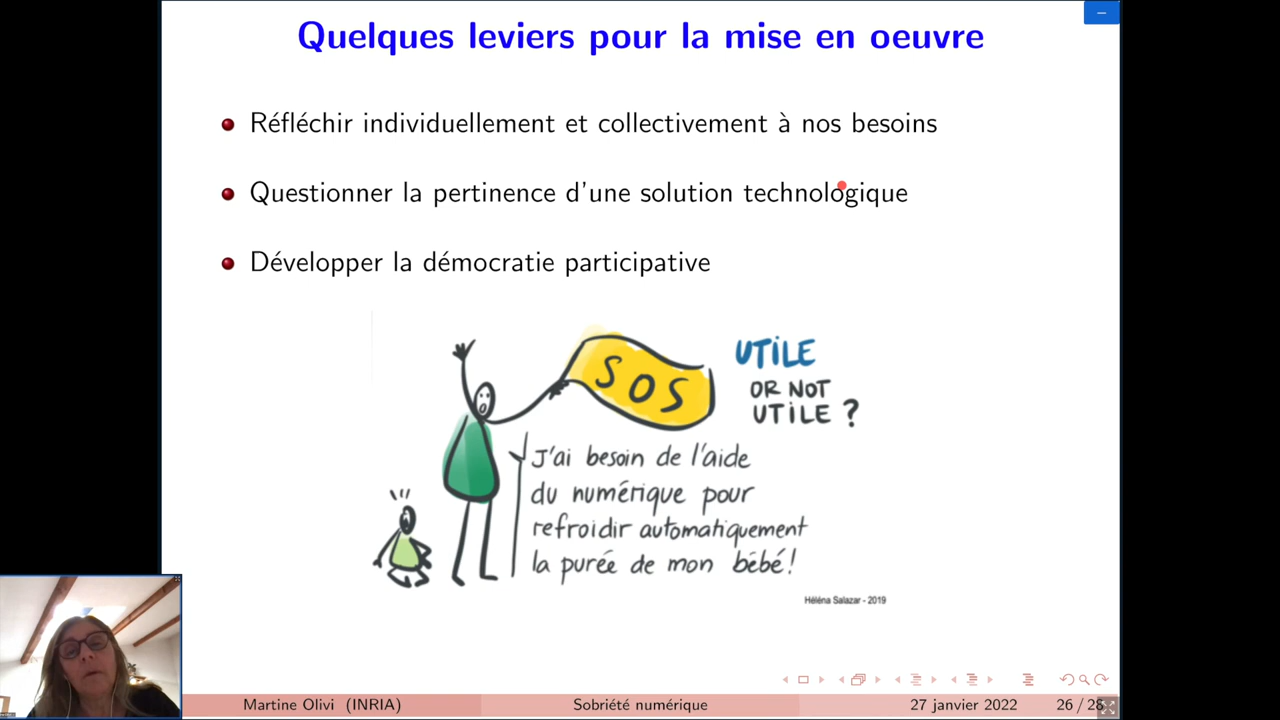 Quelques leviers pour la mise en oeuvre
Réfléchir individuellement et collectivement à nos besoins
Questionner la pertinence d'une solution technologique
Développer la démocratie participative
SOS
UTILE
OR NOT
UTILE ?
J'ai besoin de l'aide
du numérique pour
refroidir automatiquement
la purée de mon bébé!
Héléna Salazar - 2019
Martine Olivi (INRIA) Sobriété numérique 27 janvier 2022 26 / 28